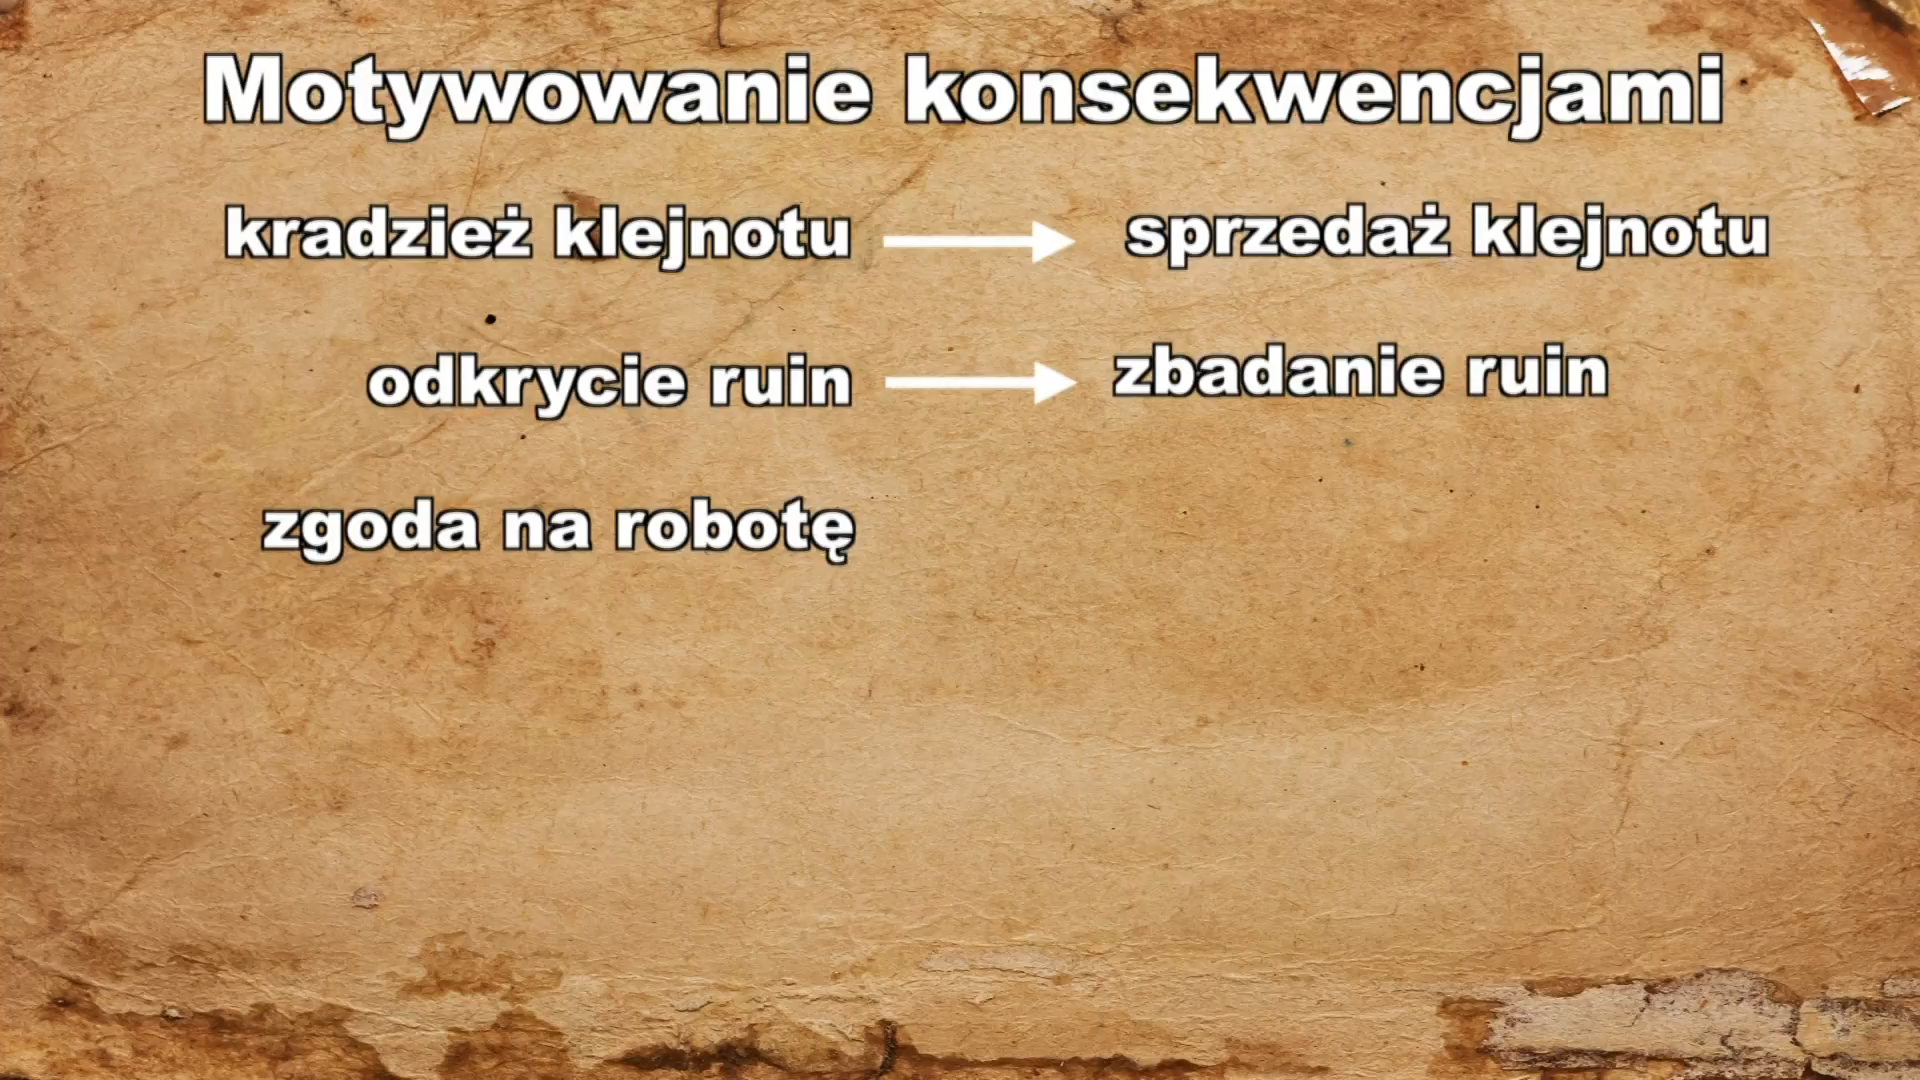 Motywowanie konsekwencjami
kradzież klejnotu → sprzedaż klejnotu
odkrycie ruin → zbadanie ruin
zgoda na robotę